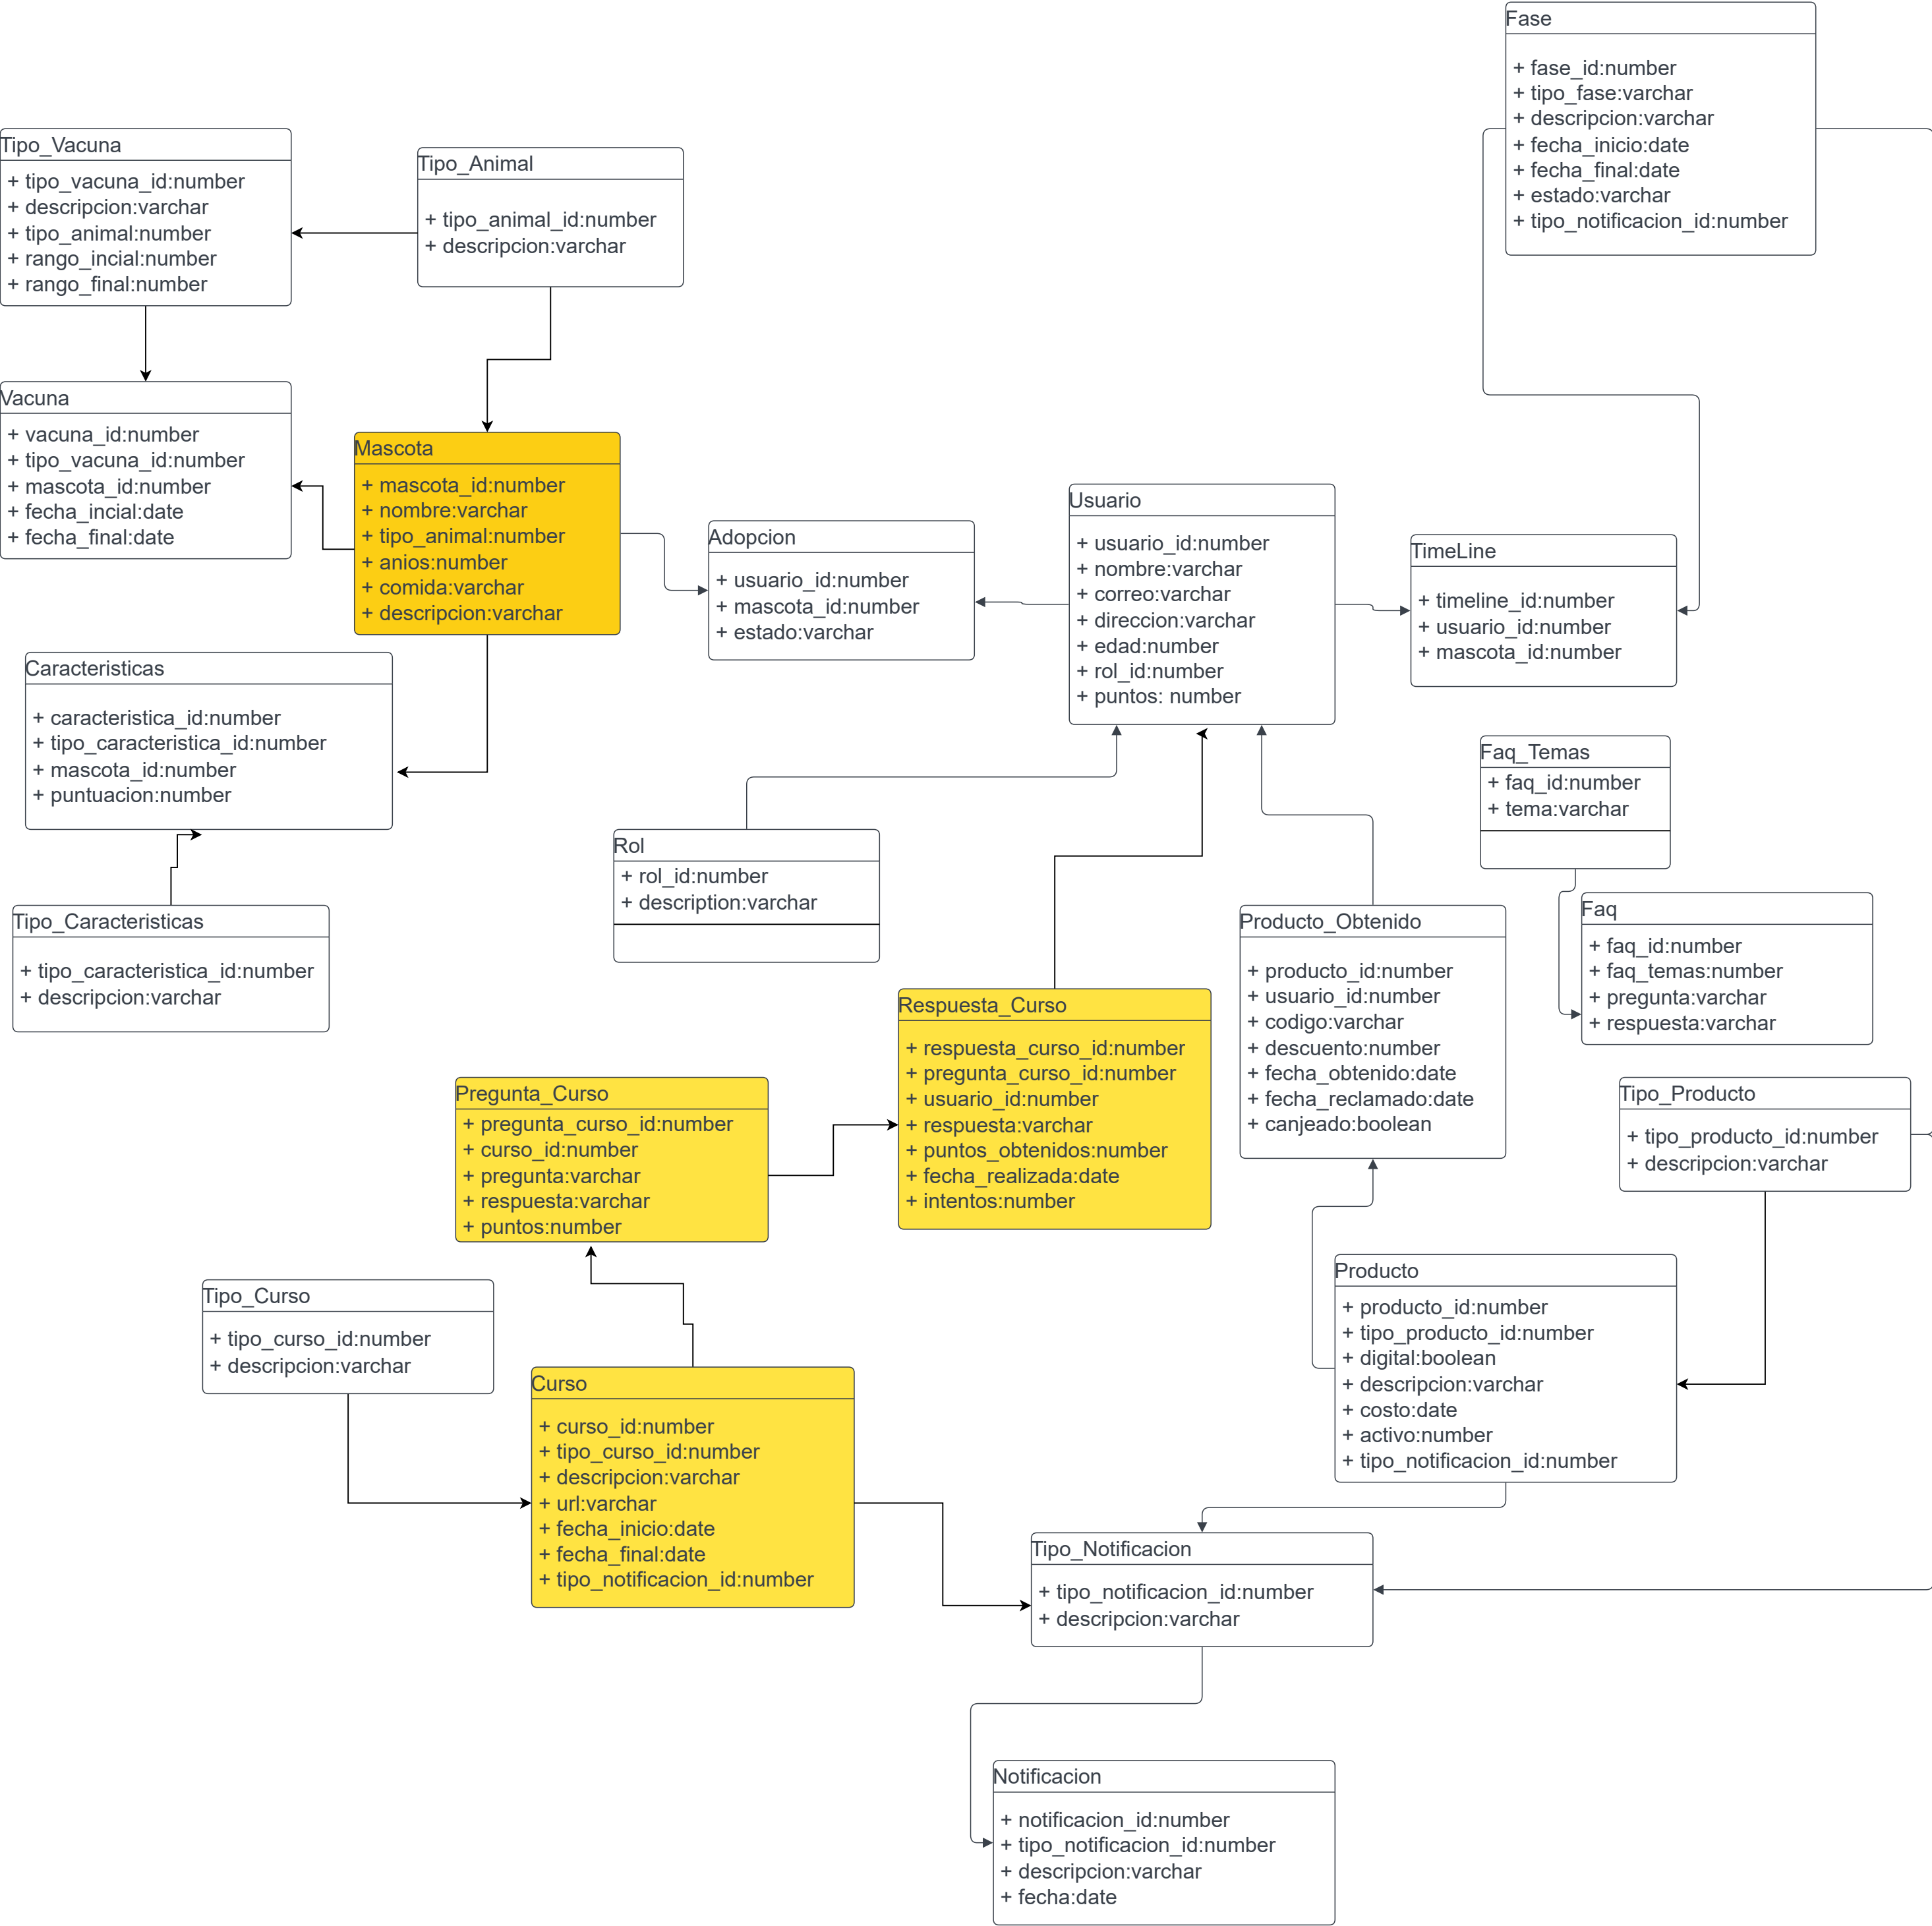 Fase
+ fase_id:number
+ tipo_fase:varchar
+ descripcion:varchar
+ fecha_inicio:date
+ fecha_final:date
+ estado:varchar
+ tipo_notificacion_id:number
Tipo_Vacuna
+ tipo_vacuna_id:number
+ descripcion:varchar
+ tipo_animal:number
+ rango_incial:number
+ rango_final:number
Tipo_Animal
+ tipo_animal_id:number
+ descripcion:varchar
Vacuna
+ vacuna_id:number
+ tipo_vacuna_id:number
+ mascota_id:number
+ fecha_incial:date
+ fecha_final:date
Mascota
+ mascota_id:number
+ nombre:varchar
+ tipo_animal:number
+ anios:number
+ comida:varchar
+ descripcion:varchar
Adopcion
+ usuario_id:number
+ mascota_id:number
+ estado:varchar
Usuario
+ usuario_id:number
+ nombre:varchar
+ correo:varchar
+ direccion:varchar
+ edad:number
+ rol_id:number
+ puntos: number
TimeLine
+ timeline_id:number
+ usuario_id:number
+ mascota_id:number
Caracteristicas
+ caracteristica_id:number
+ tipo_caracteristica_id:number
+ mascota_id:number
+ puntuacion:number
Faq_Temas
+ faq_id:number
+ tema:varchar
Rol
+ rol_id:number
+ description:varchar
Tipo_Caracteristicas
+ tipo_caracteristica_id:number
+ descripcion:varchar
Producto_Obtenido
+ producto_id:number
+ usuario_id:number
+ codigo:varchar
+ descuento:number
+ fecha_obtenido:date
+ fecha_reclamado:date
+ canjeado:boolean
Faq
+ faq_id:number
+ faq_temas:number
+ pregunta:varchar
+ respuesta:varchar
Respuesta_Curso
+ respuesta_curso_id:number
+ pregunta_curso_id:number
+ usuario_id:number
+ respuesta:varchar
+ puntos_obtenidos:number
+ fecha_realizada:date
+ intentos:number
Pregunta_Curso
+ pregunta_curso_id:number
+ curso_id:number
+ pregunta:varchar
+ respuesta:varchar
+ puntos:number
Tipo_Producto
+ tipo_producto_id:number
+ descripcion:varchar
Producto
+ producto_id:number
+ tipo_producto_id:number
+ digital:boolean
+ descripcion:varchar
+ costo:date
+ activo:number
+ tipo_notificacion_id:number
Tipo_Curso
+ tipo_curso_id:number
+ descripcion:varchar
Curso
+ curso_id:number
+ tipo_curso_id:number
+ descripcion:varchar
+ url:varchar
+ fecha_inicio:date
+ fecha_final:date
+ tipo_notificacion_id:number
Tipo_Notificacion
+ tipo_notificacion_id:number
+ descripcion:varchar
Notificacion
+ notificacion_id:number
+ tipo_notificacion_id:number
+ descripcion:varchar
+ fecha:date